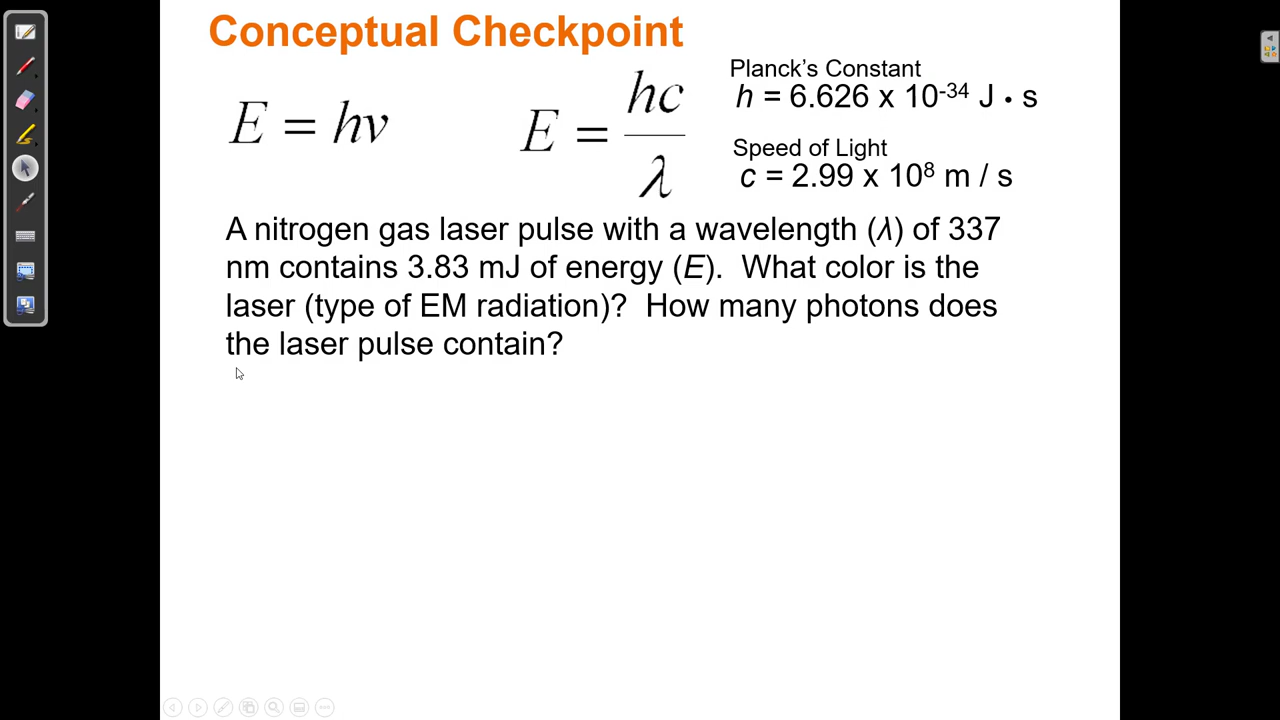 Conceptual Checkpoint
E = hν
E = hc / λ
Planck's Constant
h = 6.626 x 10⁻³⁴ J • s
Speed of Light
c = 2.99 x 10⁸ m / s
A nitrogen gas laser pulse with a wavelength (λ) of 337
nm contains 3.83 mJ of energy (E).  What color is the
laser (type of EM radiation)?  How many photons does
the laser pulse contain?